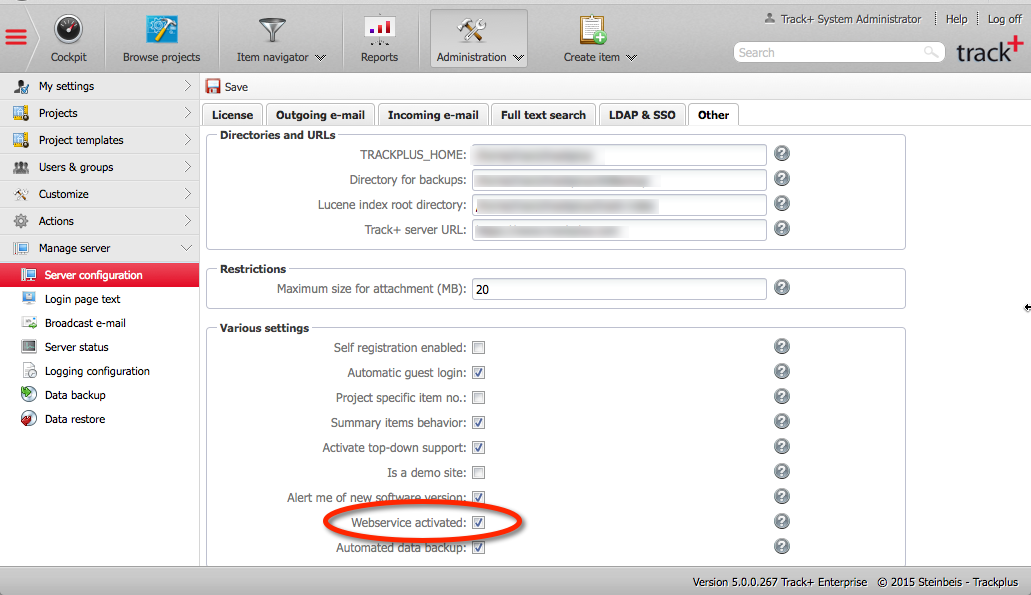 Track+ System Administrator Help Log off
Cockpit Browse projects Item navigator Reports Administration Create item
Search
track+
My settings
Projects
Project templates
Users & groups
Customize
Actions
Manage server
Server configuration
Login page text
Broadcast e-mail
Server status
Logging configuration
Data backup
Data restore
Save
License Outgoing e-mail Incoming e-mail Full text search LDAP & SSO Other
Directories and URLs
TRACKPLUS_HOME:
Directory for backups:
Lucene index root directory:
Track+ server URL:
Restrictions
Maximum size for attachment (MB): 20
Various settings
Self registration enabled:
Automatic guest login:
Project specific item no.:
Summary items behavior:
Activate top-down support:
Is a demo site:
Alert me of new software version:
Webservice activated:
Automated data backup:
Version 5.0.0.267 Track+ Enterprise © 2015 Steinbeis - Trackplus